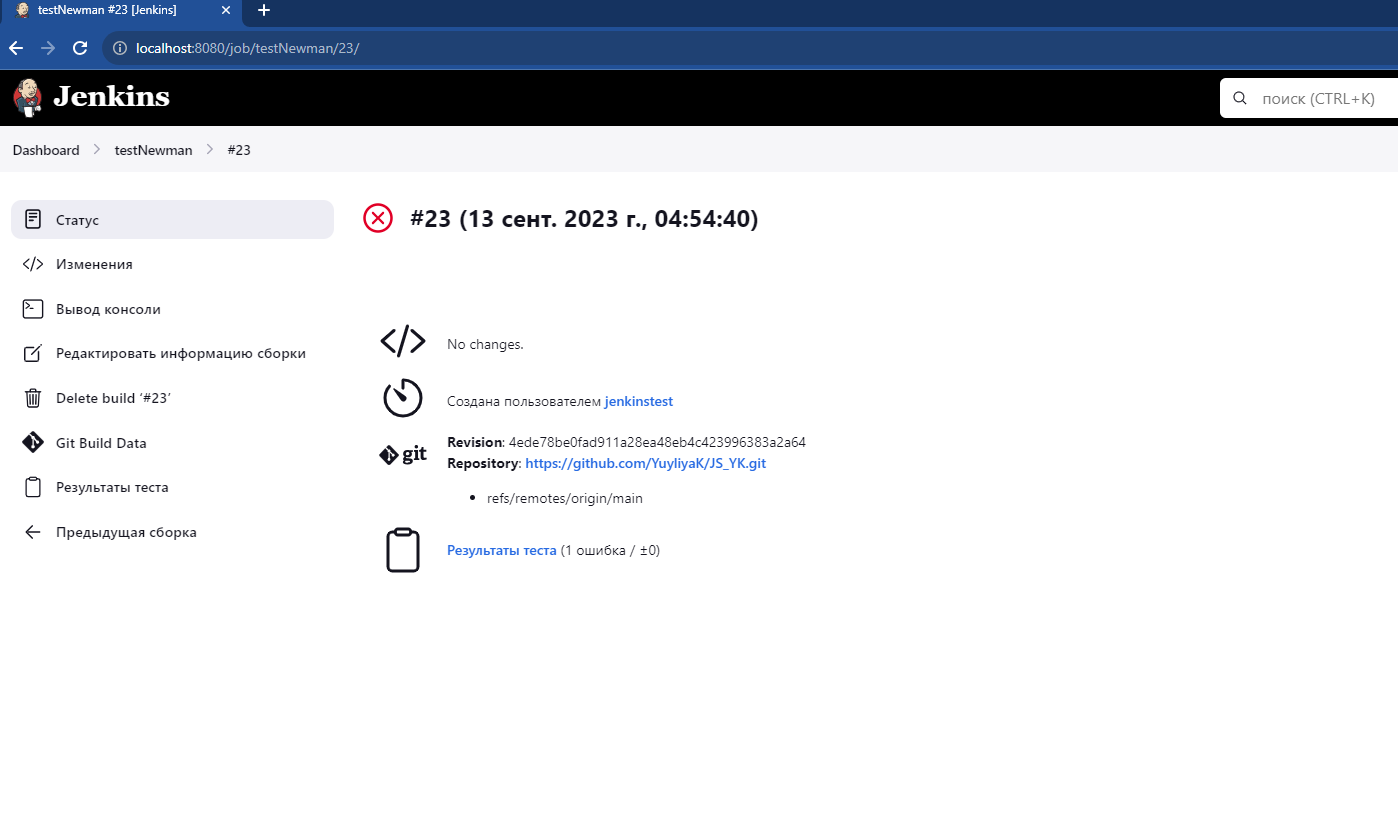 testNewman #23 [Jenkins]
localhost:8080/job/testNewman/23/
Jenkins
поиск (CTRL+K)
Dashboard testNewman #23
Статус
Изменения
Вывод консоли
Редактировать информацию сборки
Delete build ‘#23’
Git Build Data
Результаты теста
Предыдущая сборка
#23 (13 сент. 2023 г., 04:54:40)
No changes.
Создана пользователем jenkinstest
git
Revision: 4ede78be0fad911a28ea48eb4c423996383a2a64
Repository: https://github.com/YuyliyaK/JS_YK.git
refs/remotes/origin/main
Результаты теста (1 ошибка / ±0)